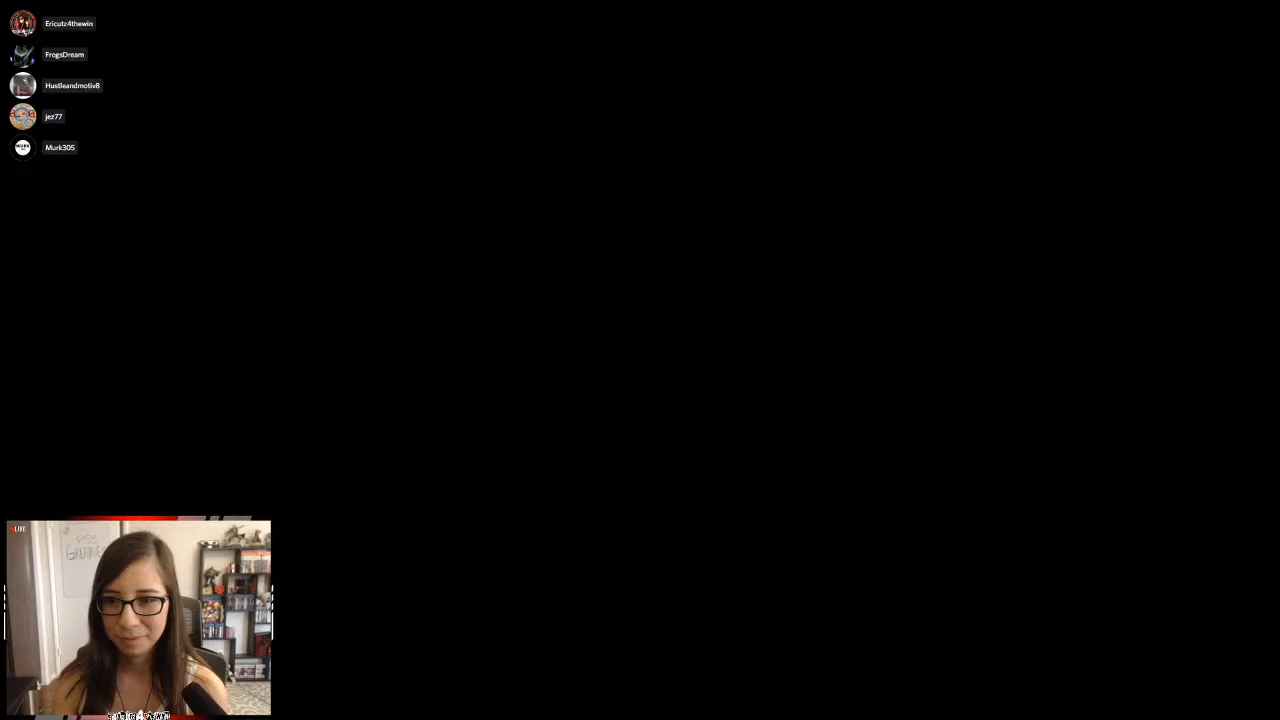 Ericutz4thewin
FrogsDream
Hustleandmotiv8
jez77
Murk305
LIVE